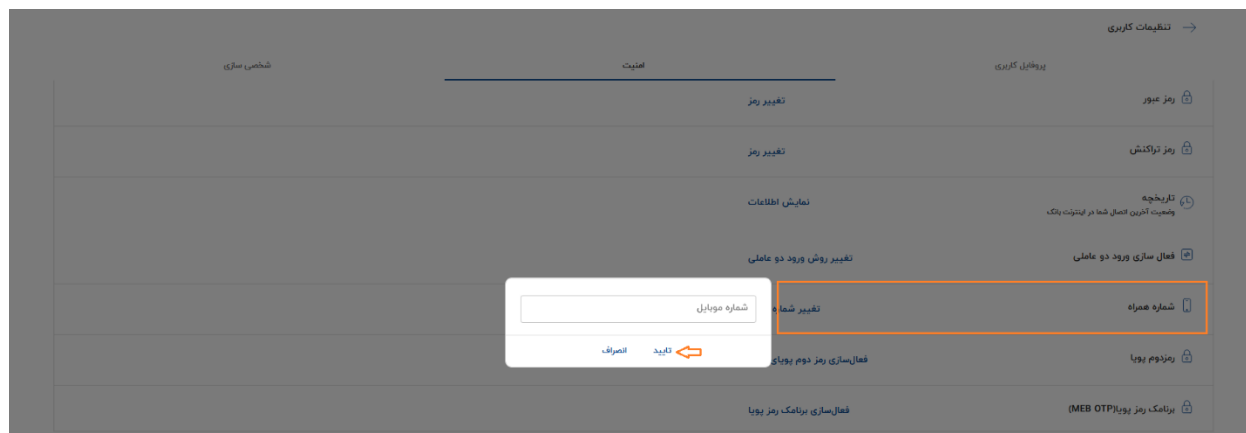 تنظیمات کاربری
پروفایل کاربری
امنیت
شخصی سازی
رمز عبور
تغییر رمز
رمز تراکنش
تغییر رمز
تاریخچه
وضعیت آخرین اتصال شما در اینترنت بانک
نمایش اطلاعات
فعال سازی ورود دو عاملی
تغییر روش ورود دو عاملی
شماره همراه
تغییر شماره
شماره موبایل
تایید
انصراف
رمزدوم پویا
فعال‌سازی رمز دوم پویای
برنامک رمز پویا(MEB OTP)
فعال‌سازی برنامک رمز پویا